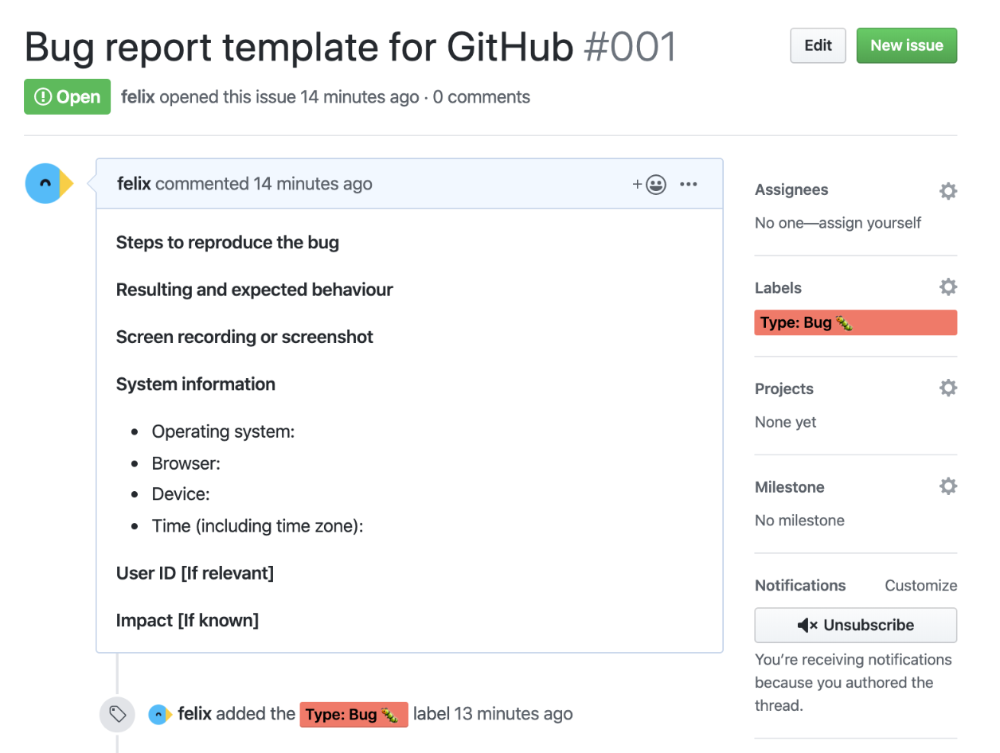 Bug report template for GitHub #001
Edit
New issue
Open
felix opened this issue 14 minutes ago · 0 comments
felix commented 14 minutes ago
Steps to reproduce the bug
Resulting and expected behaviour
Screen recording or screenshot
System information
• Operating system:
• Browser:
• Device:
• Time (including time zone):
User ID [If relevant]
Impact [If known]
felix added the Type: Bug 🐛 label 13 minutes ago
Assignees
No one—assign yourself
Labels
Type: Bug 🐛
Projects
None yet
Milestone
No milestone
Notifications
Customize
Unsubscribe
You’re receiving notifications
because you authored the
thread.